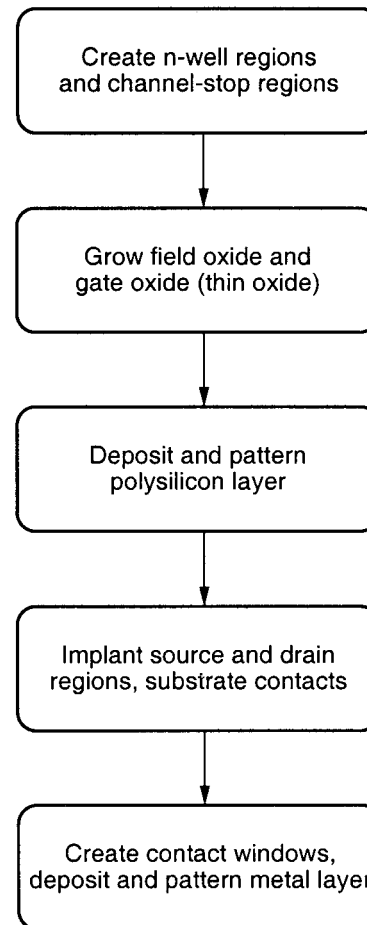 Create n-well regions
and channel-stop regions
Grow field oxide and
gate oxide (thin oxide)
Deposit and pattern
polysilicon layer
Implant source and drain
regions, substrate contacts
Create contact windows,
deposit and pattern metal layer